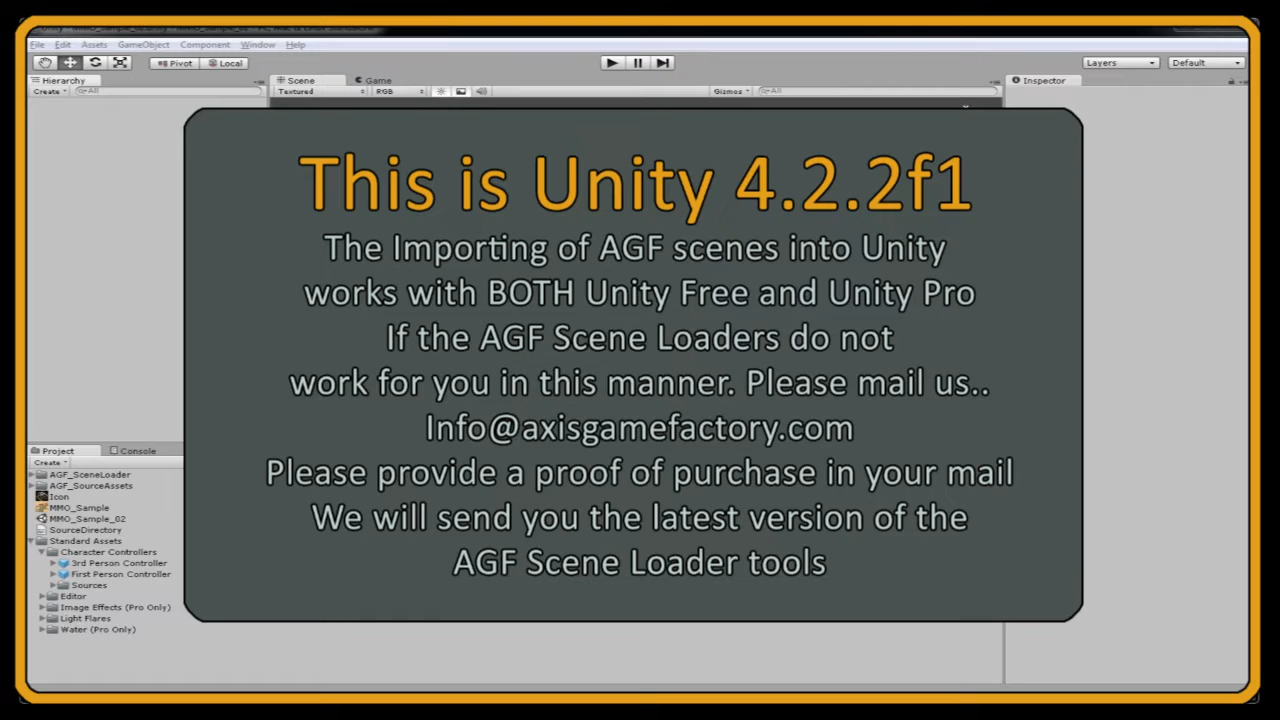 File Edit Assets GameObject Component Window Help
Pivot Local Layers Default
Hierarchy Scene Game Inspector
Create All Textured RGB Gizmos All
This is Unity 4.2.2f1
The Importing of AGF scenes into Unity
works with BOTH Unity Free and Unity Pro
If the AGF Scene Loaders do not
work for you in this manner. Please mail us..
Info@axisgamefactory.com
Please provide a proof of purchase in your mail
We will send you the latest version of the
AGF Scene Loader tools
Project Console
Create
AGF_SceneLoader
AGF_SourceAssets
Icon
MMO_Sample
MMO_Sample_02
SourceDirectory
Standard Assets
Character Controllers
3rd Person Controller
First Person Controller
Sources
Editor
Image Effects (Pro Only)
Light Flares
Water (Pro Only)